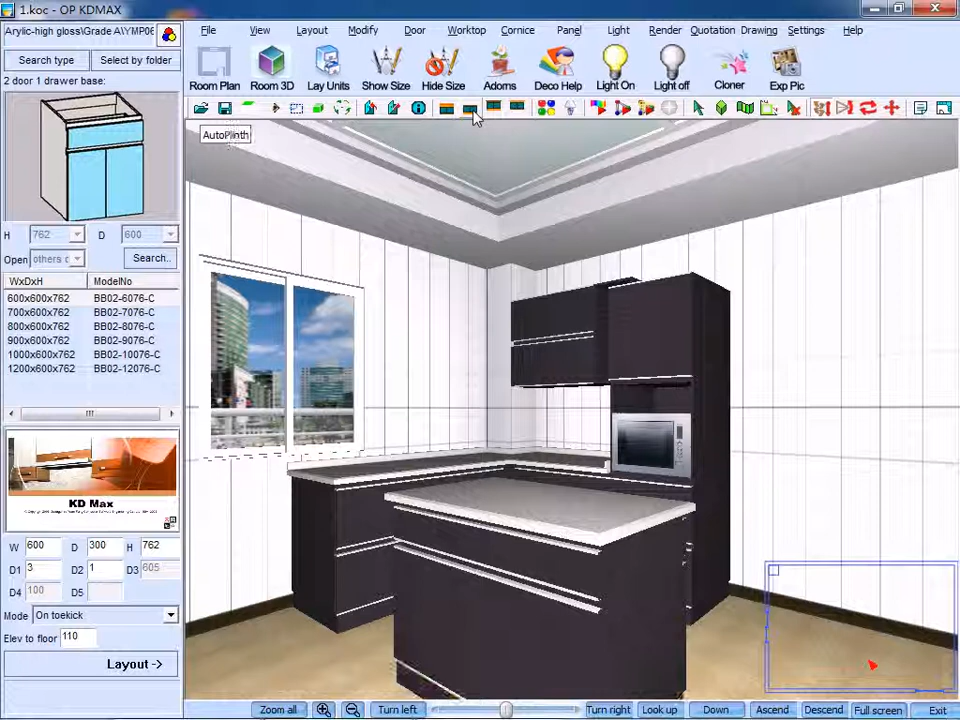 1.koc - OP KDMAX
Arylic-high gloss\Grade A\YMP06
File View Layout Modify Door Worktop Cornice Panel Light Render Quotation Drawing Settings Help
Search type Select by folder
Room Plan Room 3D Lay Units Show Size Hide Size Adorns Deco Help Light On Light off Cloner Exp Pic
2 door 1 drawer base:
AutoPlinth
H 762 D 600
Open others c Search..
WxDxH ModelNo
600x600x762 BB02-6076-C
700x600x762 BB02-7076-C
800x600x762 BB02-8076-C
900x600x762 BB02-9076-C
1000x600x762 BB02-10076-C
1200x600x762 BB02-12076-C
KD Max
W 600 D 300 H 762
D1 3 D2 1 D3 605
D4 100 D5
Mode On toekick
Elev to floor 110
Layout ->
Zoom all Turn left Turn right Look up Down Ascend Descend Full screen Exit